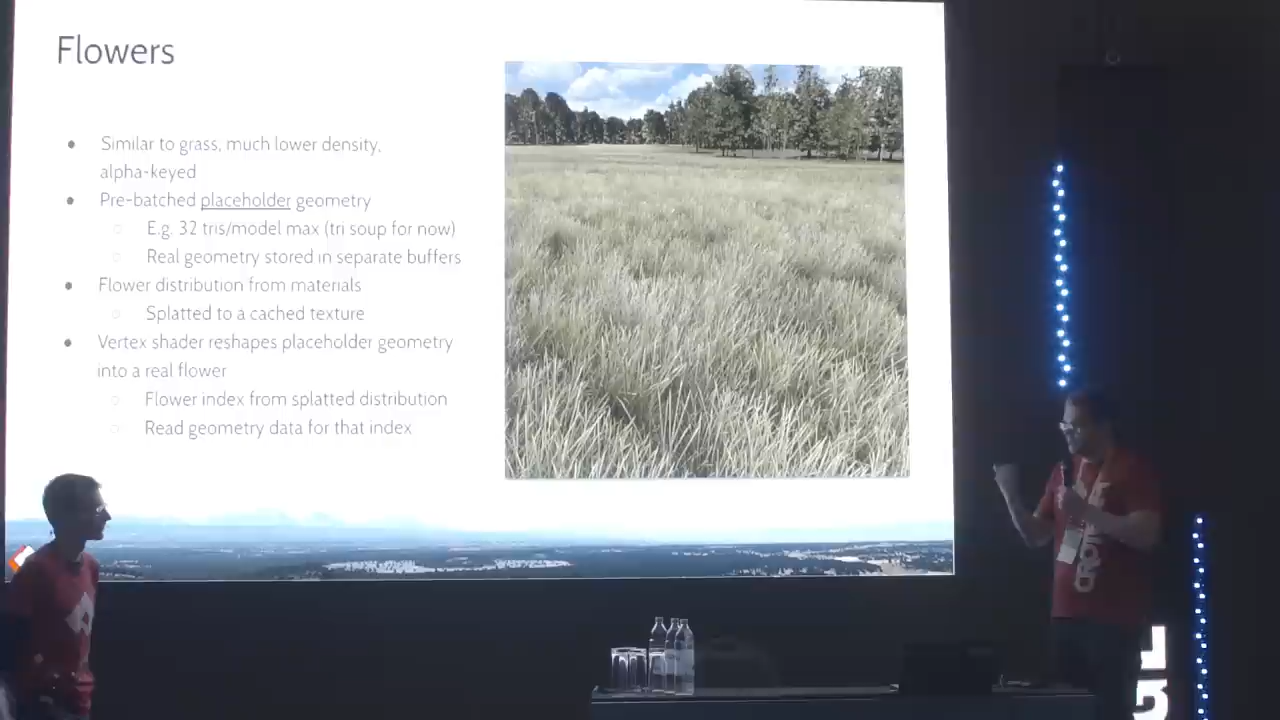 Flowers
● Similar to grass, much lower density,
alpha-keyed
● Pre-batched placeholder geometry
○ E.g. 32 tris/model max (tri soup for now)
○ Real geometry stored in separate buffers
● Flower distribution from materials
○ Splatted to a cached texture
● Vertex shader reshapes placeholder geometry
into a real flower
○ Flower index from splatted distribution
○ Read geometry data for that index